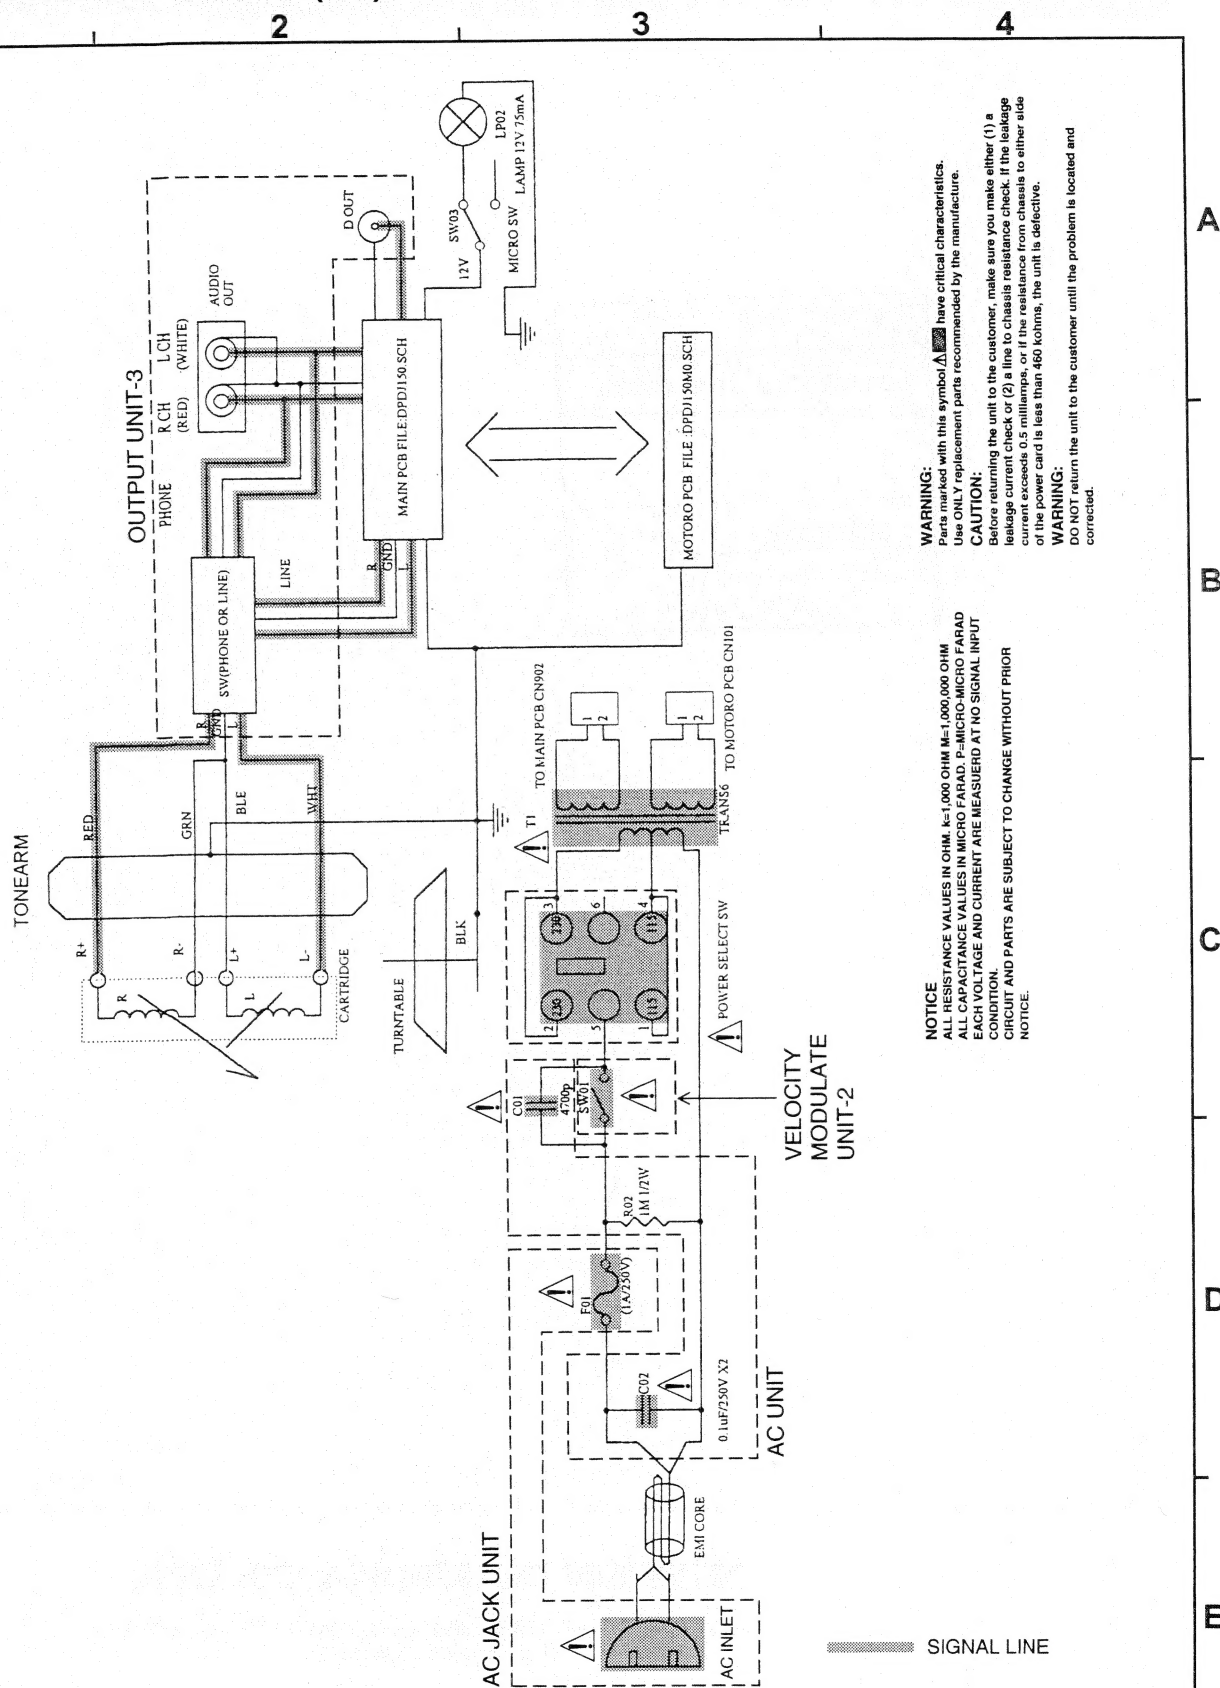 2
3
4
A
B
C
D
E
TONEARM
R+
R-
L+
L-
RED
GRN
BLE
WHT
R
L
CARTRIDGE
R
GND
L
SW(PHONE OR LINE)
OUTPUT UNIT-3
PHONE
LINE
R CH
(RED)
L CH
(WHITE)
AUDIO
OUT
D OUT
R
GND
L
MAIN PCB FILE:DPDJ150.SCH
12V
SW03
MICRO SW
LP02
LAMP 12V 75mA
MOTORO PCB FILE :DPDJ150M0.SCH
TURNTABLE
BLK
TO MAIN PCB CN902
1
2
TO MOTORO PCB CN101
1
2
T1
TRANS6
3
6
4
230
115
230
115
2
5
1
POWER SELECT SW
C01
4700p
SW01
VELOCITY
MODULATE
UNIT-2
R02
1M 1/2W
F01
(1A/250V)
C02
0.1uF/250V X2
AC UNIT
EMI CORE
AC JACK UNIT
AC INLET
WARNING:
Parts marked with this symbol have critical characteristics.
Use ONLY replacement parts recommended by the manufacture.
CAUTION:
Before returning the unit to the customer, make sure you make either (1) a
leakage current check or (2) a line to chassis resistance check. If the leakage
current exceeds 0.5 milliamps, or if the resistance from chassis to either side
of the power card is less than 460 kohms, the unit is defective.
WARNING:
DO NOT return the unit to the customer until the problem is located and
corrected.
NOTICE
ALL RESISTANCE VALUES IN OHM. k=1,000 OHM M=1,000,000 OHM
ALL CAPACITANCE VALUES IN MICRO FARAD. P=MICRO-MICRO FARAD
EACH VOLTAGE AND CURRENT ARE MEASUERD AT NO SIGNAL INPUT
CONDITION.
CIRCUIT AND PARTS ARE SUBJECT TO CHANGE WITHOUT PRIOR
NOTICE.
SIGNAL LINE